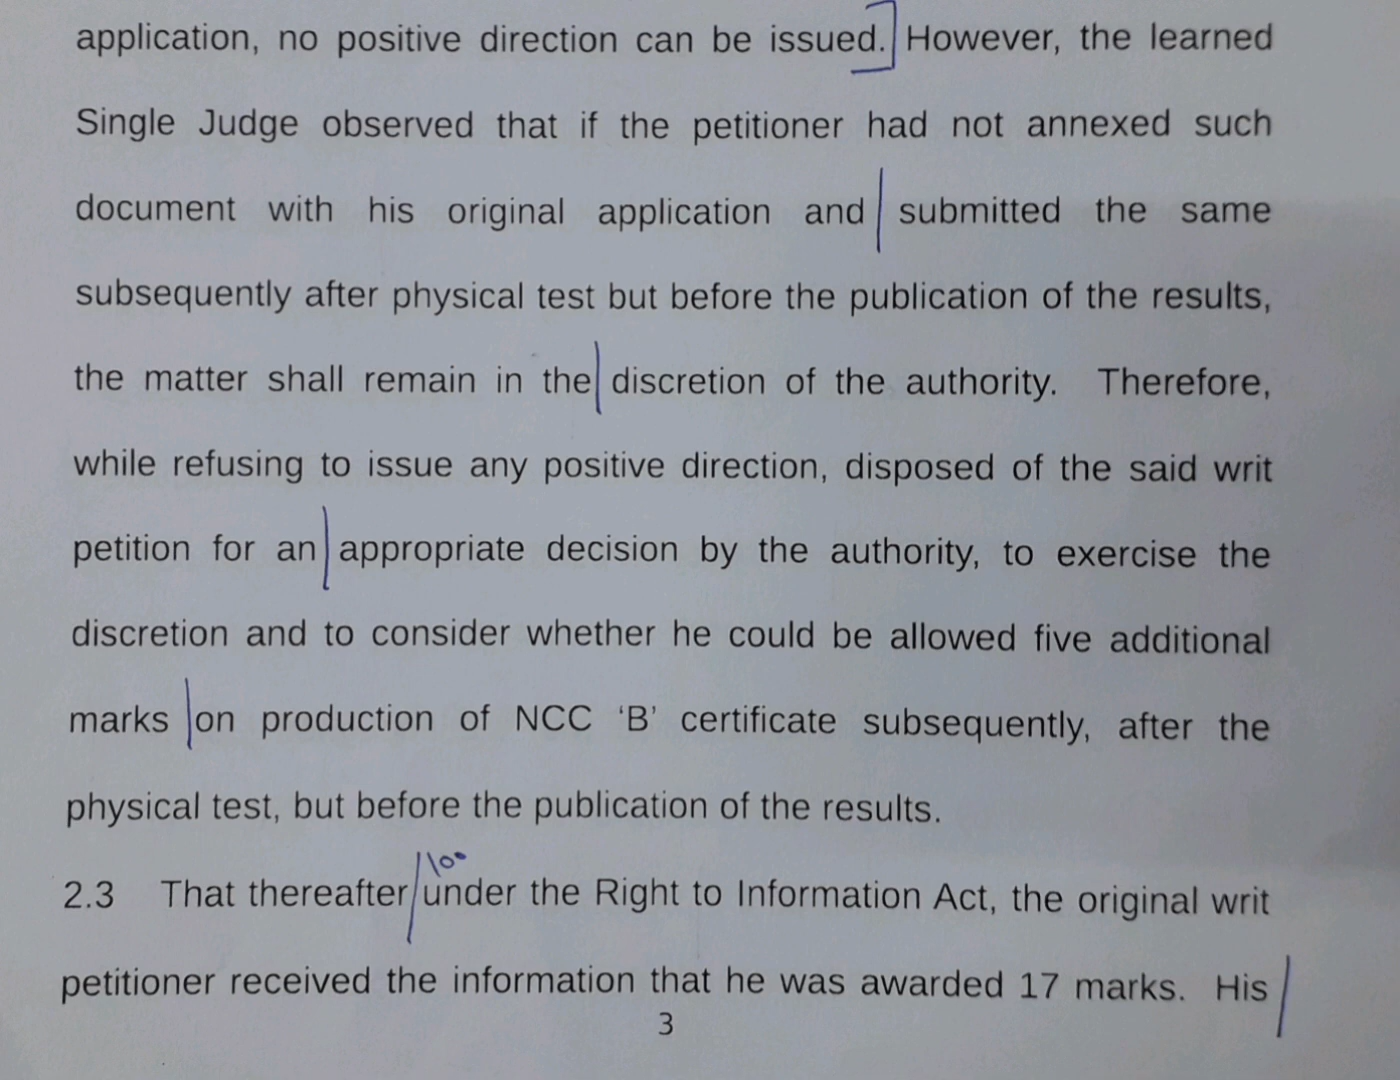 application, no positive direction can be issued.] However, the learned
Single Judge observed that if the petitioner had not annexed such
document with his original application and | submitted the same
subsequently after physical test but before the publication of the results,
the matter shall remain in the | discretion of the authority. Therefore,
while refusing to issue any positive direction, disposed of the said writ
petition for an | appropriate decision by the authority, to exercise the
discretion and to consider whether he could be allowed five additional
marks | on production of NCC ‘B’ certificate subsequently, after the
physical test, but before the publication of the results.
100
2.3 That thereafter / under the Right to Information Act, the original writ
petitioner received the information that he was awarded 17 marks. His |
3